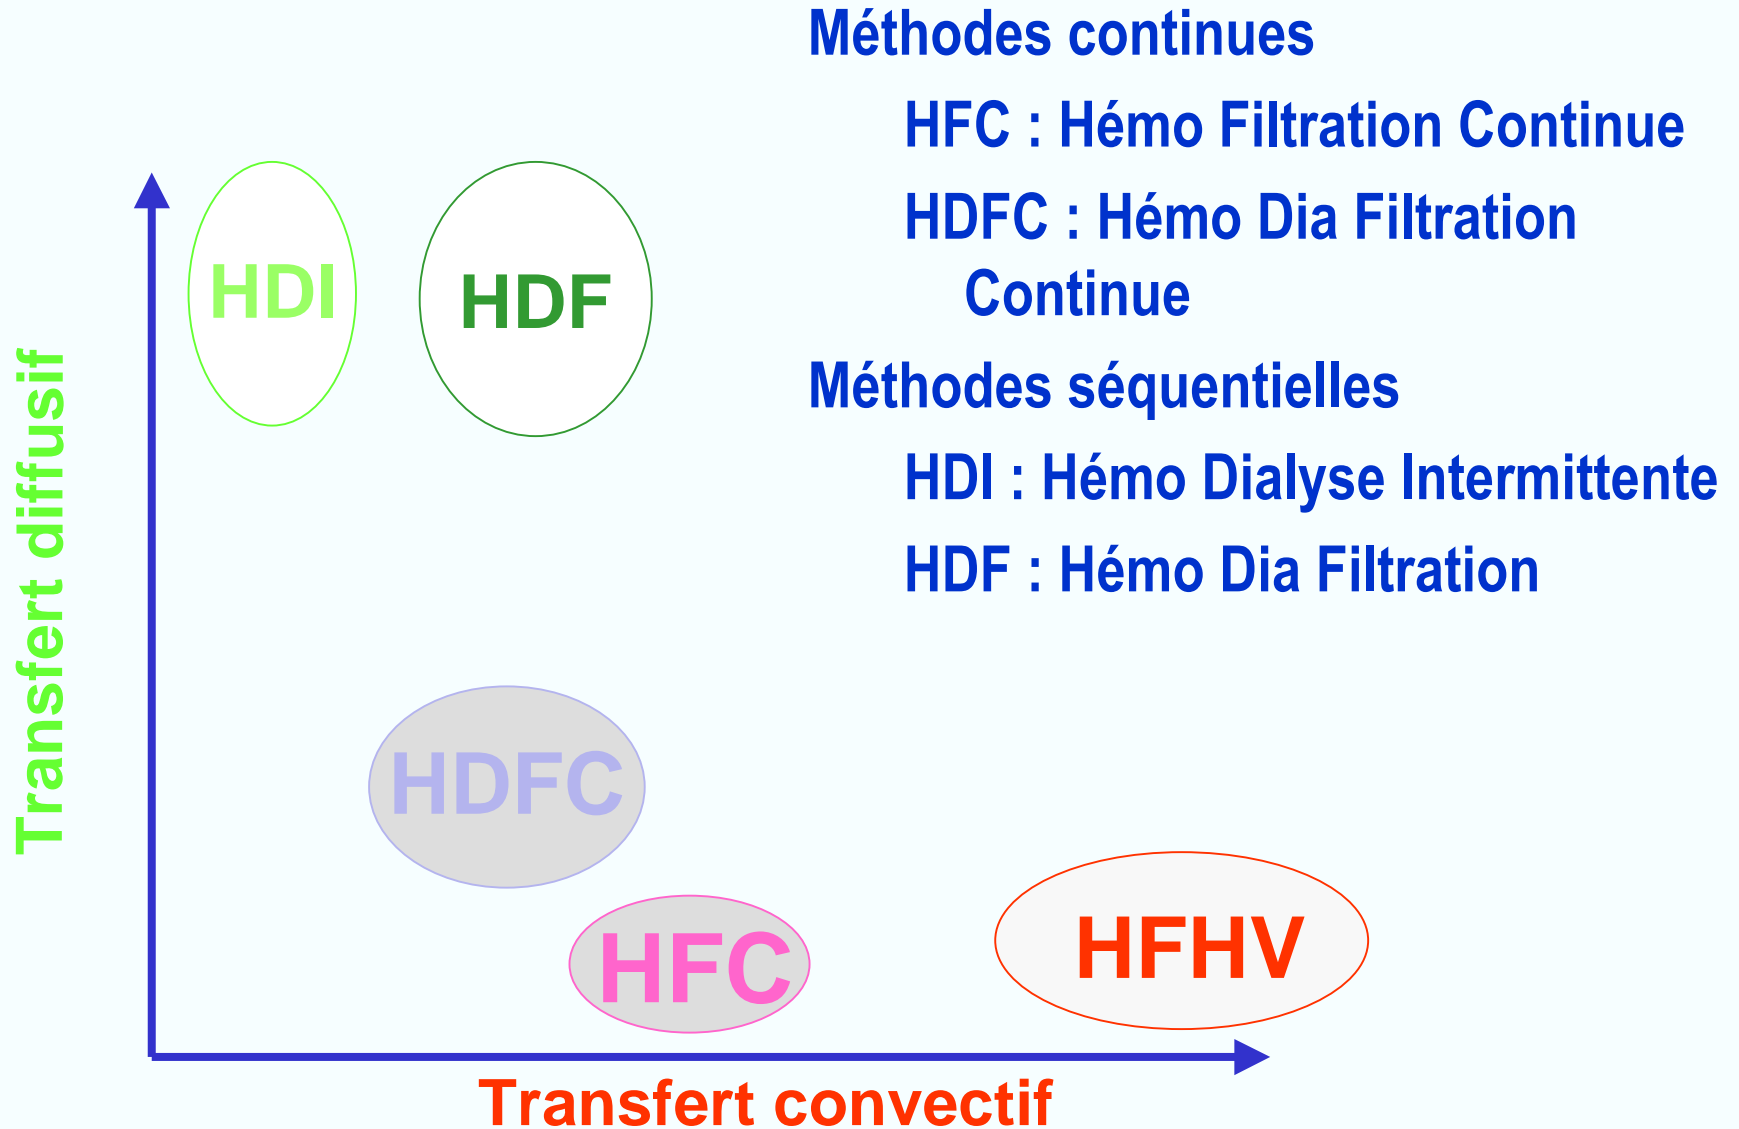 Méthodes continues
HFC : Hémo Filtration Continue
HDFC : Hémo Dia Filtration
Continue
Méthodes séquentielles
HDI : Hémo Dialyse Intermittente
HDF : Hémo Dia Filtration
Transfert diffusif
HDI
HDF
HDFC
HFC
HFHV
Transfert convectif